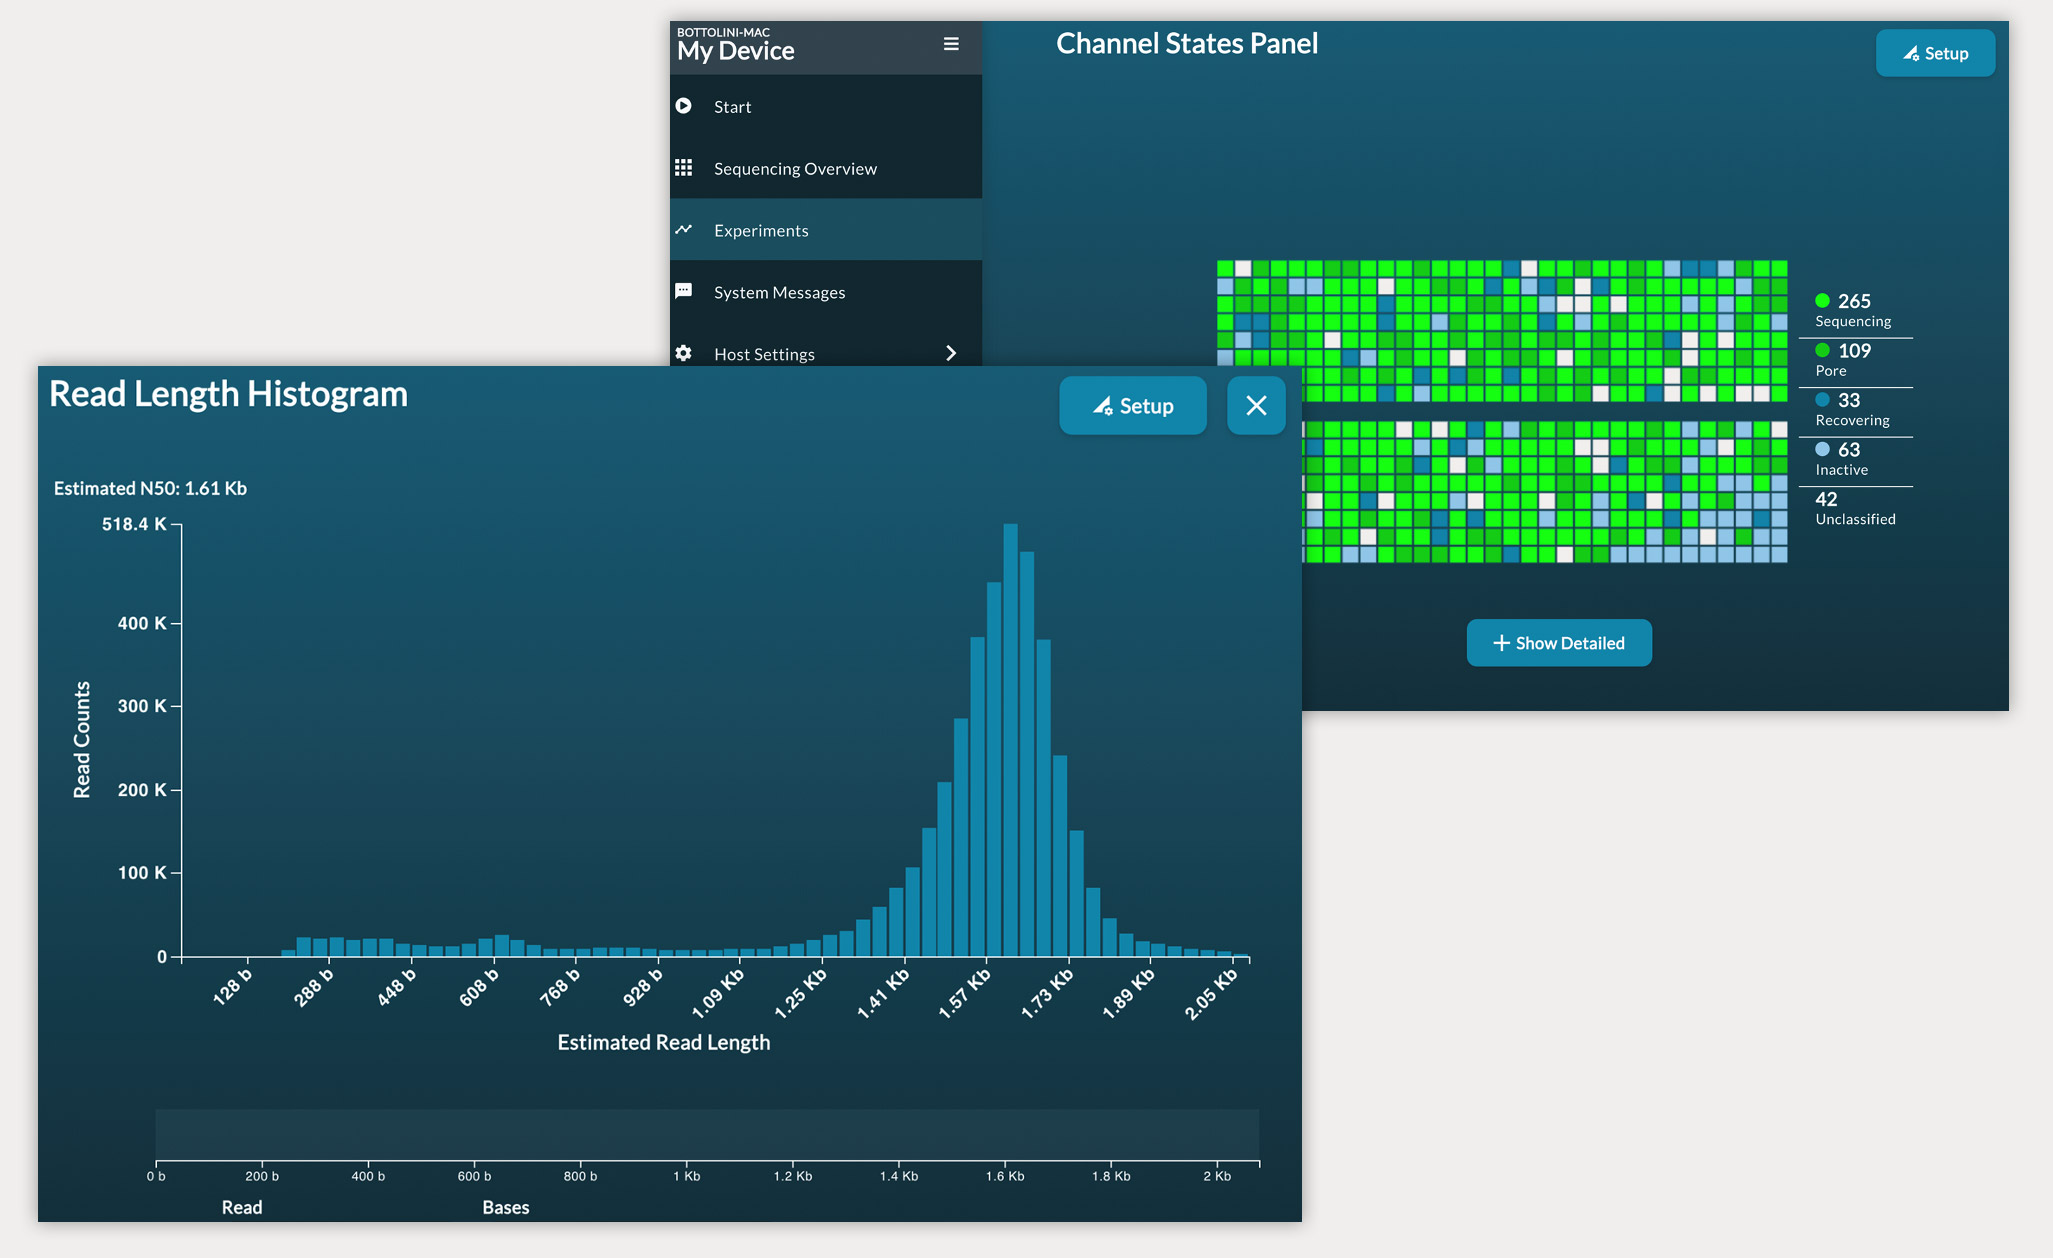 BOTTOLINI-MAC
My Device
Start
Sequencing Overview
Experiments
System Messages
Host Settings
Channel States Panel
Setup
265
Sequencing
109
Pore
33
Recovering
63
Inactive
42
Unclassified
Show Detailed
Read Length Histogram
Setup
Estimated N50: 1.61 Kb
518.4 K
400 K
300 K
200 K
100 K
0
Read Counts
128 b
288 b
448 b
608 b
768 b
928 b
1.09 Kb
1.25 Kb
1.41 Kb
1.57 Kb
1.73 Kb
1.89 Kb
2.05 Kb
Estimated Read Length
0 b 200 b 400 b 600 b 800 b 1 Kb 1.2 Kb 1.4 Kb 1.6 Kb 1.8 Kb 2 Kb
Read Bases